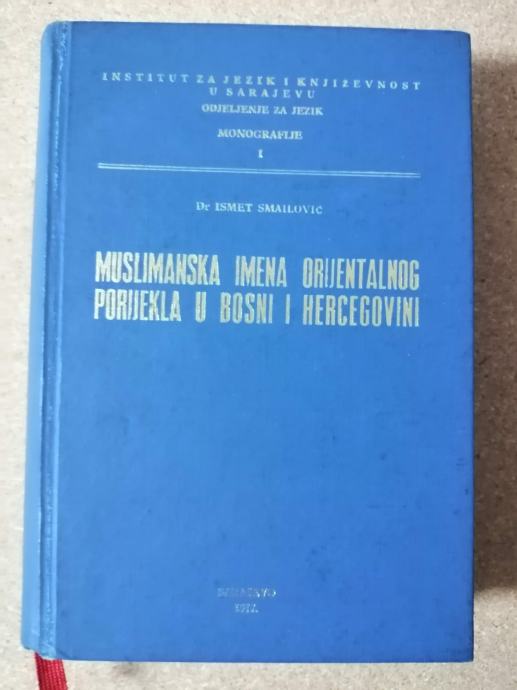 INSTITUT ZA JEZIK I KNJIŽEVNOST
U SARAJEVU
ODJELJENJE ZA JEZIK
MONOGRAFIJE
I
Dr ISMET SMAILOVIĆ
MUSLIMANSKA IMENA ORIJENTALNOG
PORIJEKLA U BOSNI I HERCEGOVINI
SARAJEVO
1977.